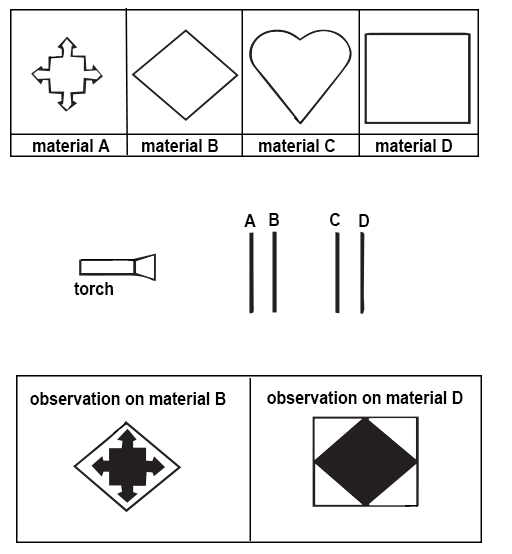 material A material B material C material D
A B C D
torch
observation on material B observation on material D